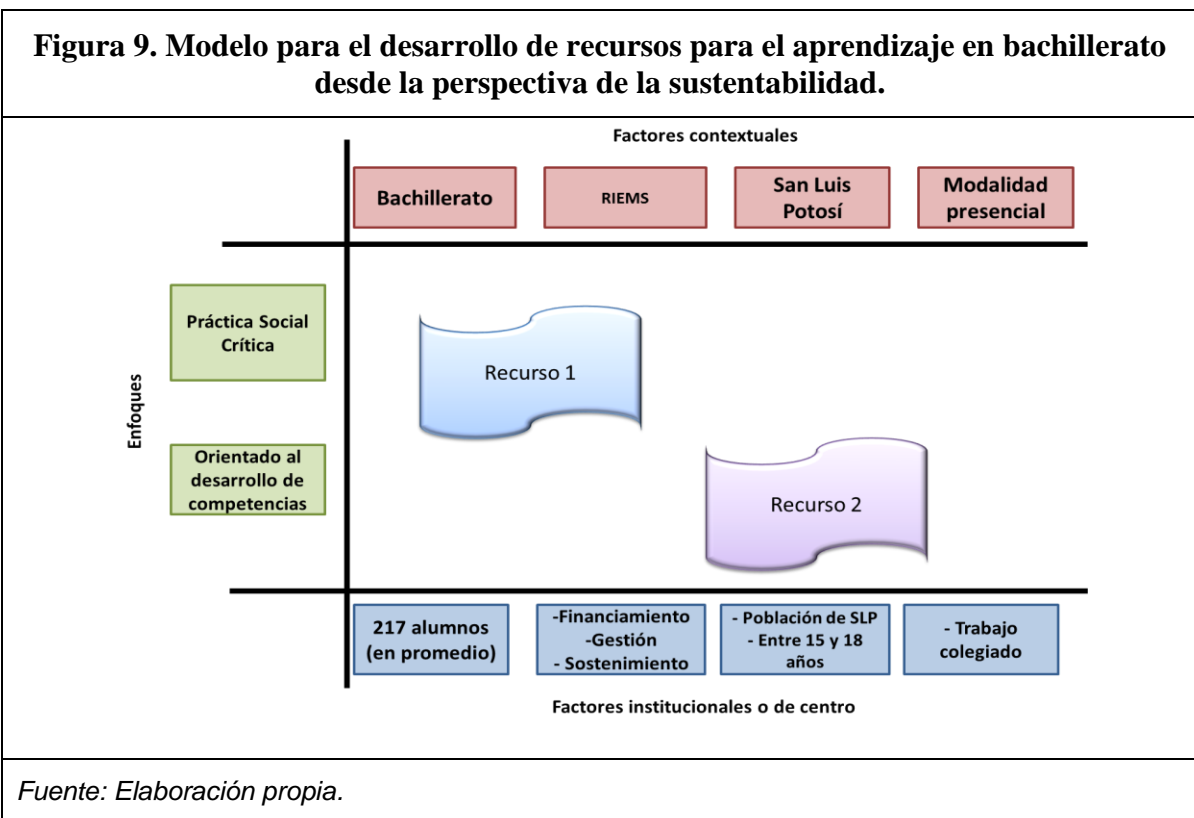 Figura 9. Modelo para el desarrollo de recursos para el aprendizaje en bachillerato
desde la perspectiva de la sustentabilidad.
Factores contextuales
Bachillerato
RIEMS
San Luis
Potosí
Modalidad
presencial
Enfoques
Práctica Social
Crítica
Recurso 1
Orientado al
desarrollo de
competencias
Recurso 2
217 alumnos
(en promedio)
-Financiamiento
-Gestión
- Sostenimiento
- Población de SLP
- Entre 15 y 18
años
- Trabajo
colegiado
Factores institucionales o de centro
Fuente: Elaboración propia.